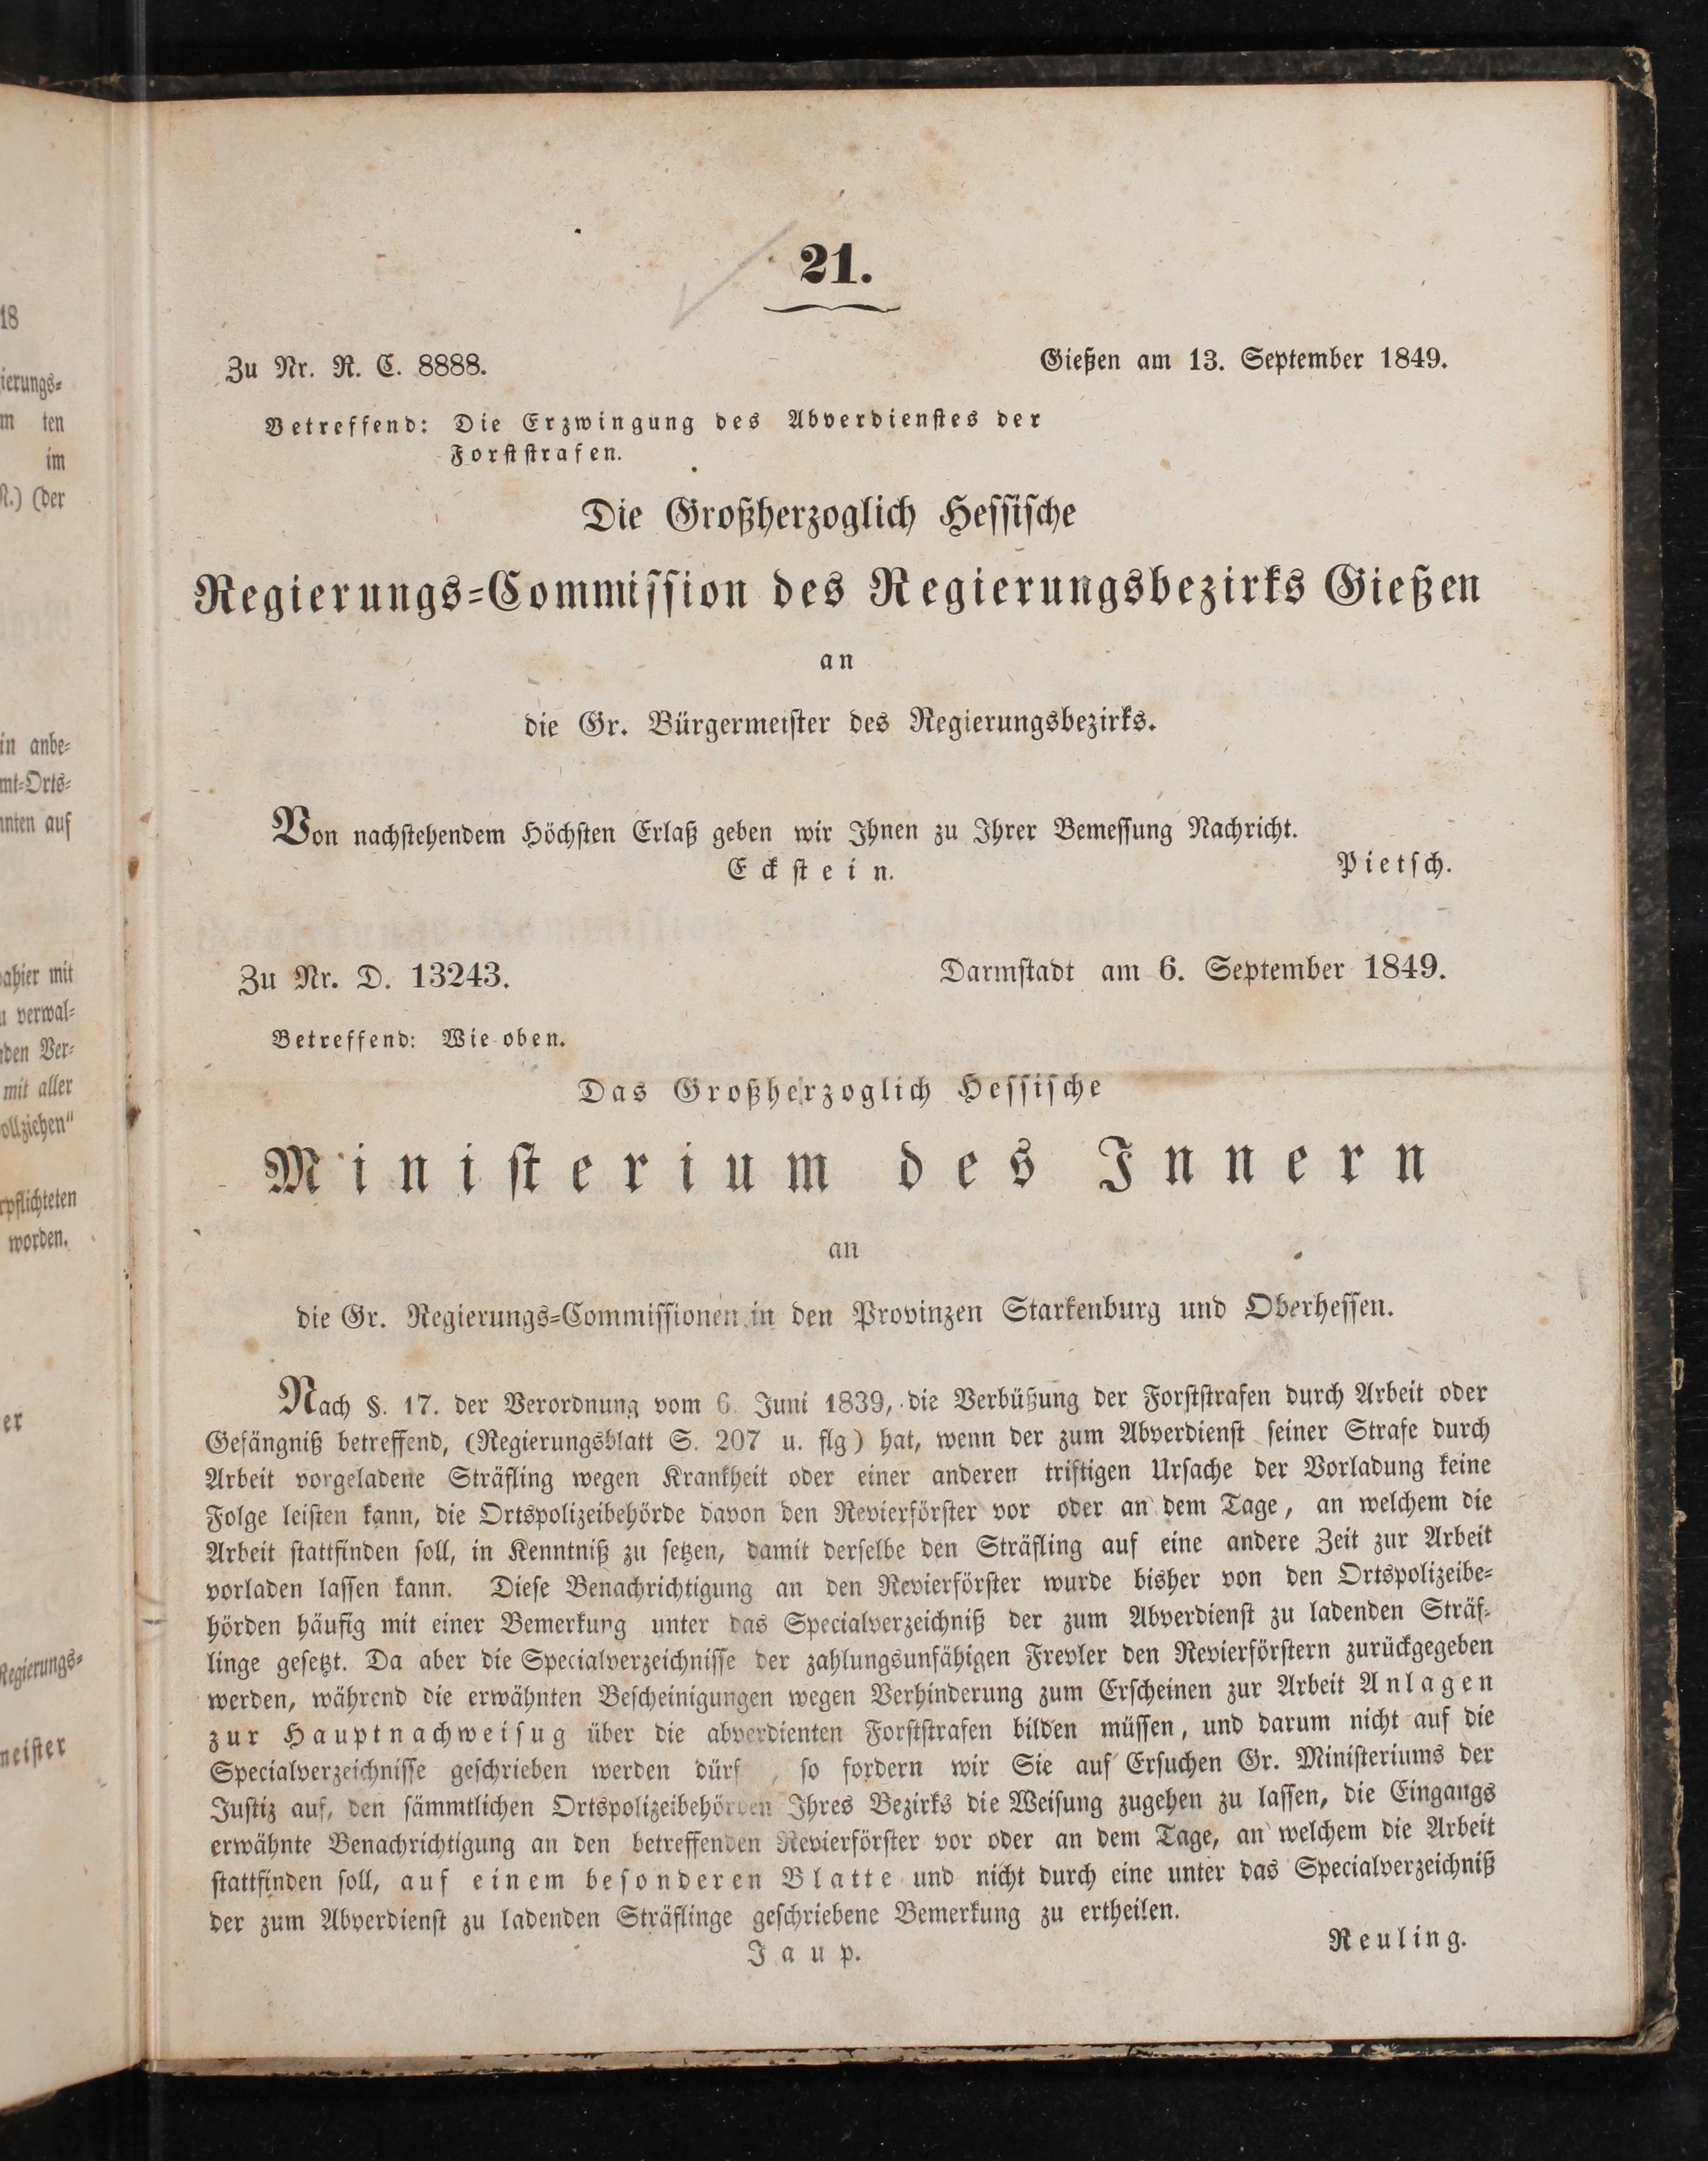 21.
Zu Nr. R. C. 8888.
Gießen am 13. September 1849.
Betreffend: Die Erzwingung des Abverdienstes der
Forststrafen.
Die Großherzoglich Hessische
Regierungs-Commission des Regierungsbezirks Gießen
an
die Gr. Bürgermeister des Regierungsbezirks.
Von nachstehendem Höchsten Erlaß geben wir Ihnen zu Ihrer Bemessung Nachricht.
Eckstein.
Pietsch.
Zu Nr. D. 13243.
Darmstadt am 6. September 1849.
Betreffend: Wie oben.
Das Großherzoglich Hessische
Ministerium des Innern
an
die Gr. Regierungs-Commissionen in den Provinzen Starkenburg und Oberhessen.
Nach §. 17. der Verordnung vom 6. Juni 1839, die Verbüßung der Forststrafen durch Arbeit oder
Gefängniß betreffend, (Regierungsblatt S. 207 u. flg) hat, wenn der zum Abverdienst seiner Strafe durch
Arbeit vorgeladene Sträfling wegen Krankheit oder einer anderen triftigen Ursache der Vorladung keine
Folge leisten kann, die Ortspolizeibehörde davon den Revierförster vor oder an dem Tage, an welchem die
Arbeit stattfinden soll, in Kenntniß zu setzen, damit derselbe den Sträfling auf eine andere Zeit zur Arbeit
vorladen lassen kann. Diese Benachrichtigung an den Revierförster wurde bisher von den Ortspolizeibe-
hörden häufig mit einer Bemerkung unter das Specialverzeichniß der zum Abverdienst zu ladenden Sträf-
linge gesetzt. Da aber die Specialverzeichnisse der zahlungsunfähigen Frevler den Revierförstern zurückgegeben
werden, während die erwähnten Bescheinigungen wegen Verhinderung zum Erscheinen zur Arbeit Anlagen
zur Hauptnachweisug über die abverdienten Forststrafen bilden müssen, und darum nicht auf die
Specialverzeichnisse geschrieben werden dürf , so fordern wir Sie auf Ersuchen Gr. Ministeriums der
Justiz auf, den sämmtlichen Ortspolizeibehörden Ihres Bezirks die Weisung zugehen zu lassen, die Eingangs
erwähnte Benachrichtigung an den betreffenden Revierförster vor oder an dem Tage, an welchem die Arbeit
stattfinden soll, auf einem besonderen Blatte und nicht durch eine unter das Specialverzeichniß
der zum Abverdienst zu ladenden Sträflinge geschriebene Bemerkung zu ertheilen.
Jaup.
Reuling.